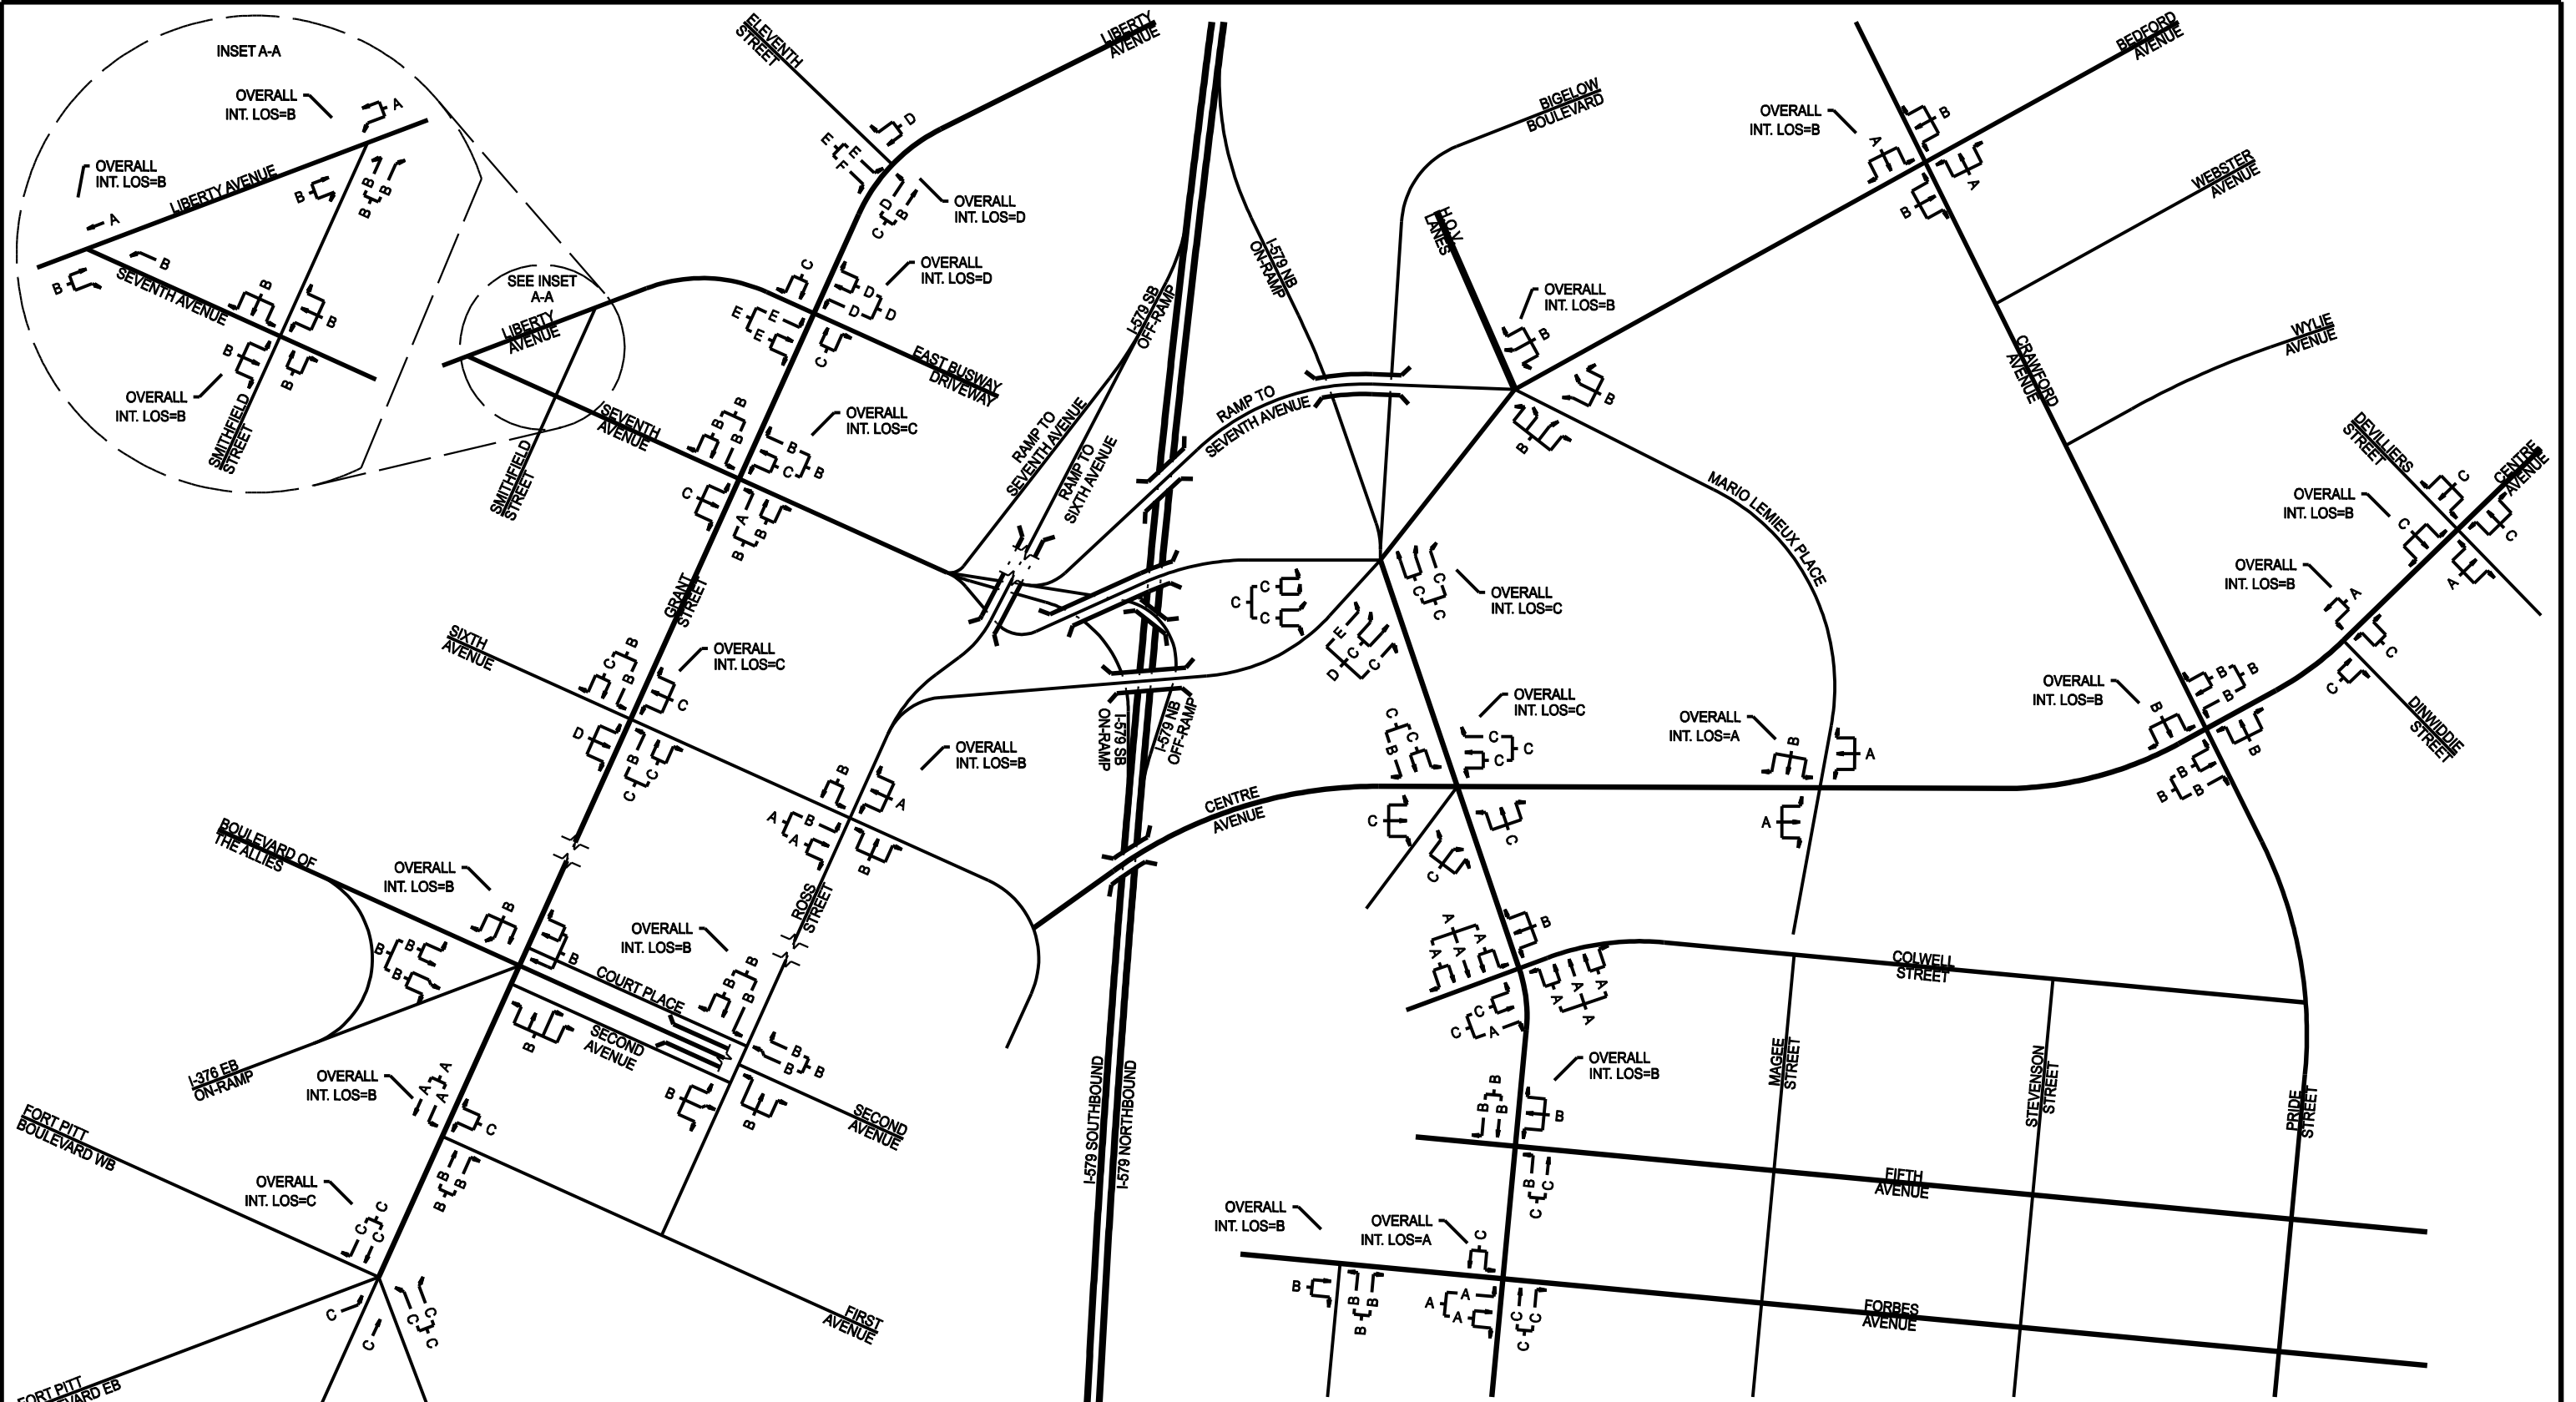 INSET A-A
OVERALL
INT. LOS=B
A
OVERALL
INT. LOS=B
A
LIBERTY AVENUE
B
B
B
B
B
B
SEVENTH AVENUE
B
B
B
B
OVERALL
INT. LOS=B
SMITHFIELD
STREET
SEE INSET
A-A
LIBERTY
AVENUE
SMITHFIELD
STREET
SEVENTH
AVENUE
ELEVENTH
STREET
LIBERTY
AVENUE
D
E
E
F
D
B
C
OVERALL
INT. LOS=D
C
D
D
D
OVERALL
INT. LOS=D
E
E
E
C
EAST BUSWAY
DRIVEWAY
B
B
B
B
C
B
OVERALL
INT. LOS=C
C
A
B
B
GRANT
STREET
SIXTH
AVENUE
B
C
B
C
OVERALL
INT. LOS=C
D
B
C
C
I-579 SB
OFF-RAMP
RAMP TO
SEVENTH AVENUE
RAMP TO
SIXTH AVENUE
I-579 NB
ON-RAMP
BIGELOW
BOULEVARD
RAMP TO
SEVENTH AVENUE
H.O.V.
LANES
OVERALL
INT. LOS=B
B
B
B
OVERALL
INT. LOS=B
B
A
A
B
BEDFORD
AVENUE
WEBSTER
AVENUE
WYLIE
AVENUE
CRAWFORD
AVENUE
MARIO LEMIEUX PLACE
DEVILLIERS
STREET
CENTRE
AVENUE
OVERALL
INT. LOS=B
C
C
C
A
OVERALL
INT. LOS=B
A
C
C
DINWIDDIE
STREET
OVERALL
INT. LOS=B
B
B
B
B
B
B
B
B
C
C
C
C
C
C
OVERALL
INT. LOS=C
E
C
C
D
I-579 SB
ON-RAMP
I-579 NB
OFF-RAMP
OVERALL
INT. LOS=C
C
C
B
C
C
C
C
C
C
OVERALL
INT. LOS=A
B
A
A
CENTRE
AVENUE
OVERALL
INT. LOS=B
B
A
A
B
A
B
ROSS
STREET
BOULEVARD OF
THE ALLIES
OVERALL
INT. LOS=B
B
B
B
B
B
B
COURT PLACE
SECOND
AVENUE
I-376 EB
ON-RAMP
OVERALL
INT. LOS=B
B
B
B
B
B
B
B
B
SECOND
AVENUE
OVERALL
INT. LOS=B
A
A
A
C
B
B
B
FORT PITT
BOULEVARD WB
OVERALL
INT. LOS=C
C
C
C
C
C
C
C
C
FIRST
AVENUE
FORT PITT
I-579 SOUTHBOUND
I-579 NORTHBOUND
A
A
A
A
B
A
A
A
A
C
C
A
COLWELL
STREET
OVERALL
INT. LOS=B
B
B
B
B
B
C
C
MAGEE
STREET
STEVENSON
STREET
PRIDE
STREET
FIFTH
AVENUE
OVERALL
INT. LOS=B
B
B
B
B
OVERALL
INT. LOS=A
C
A
A
A
C
C
C
FORBES
AVENUE